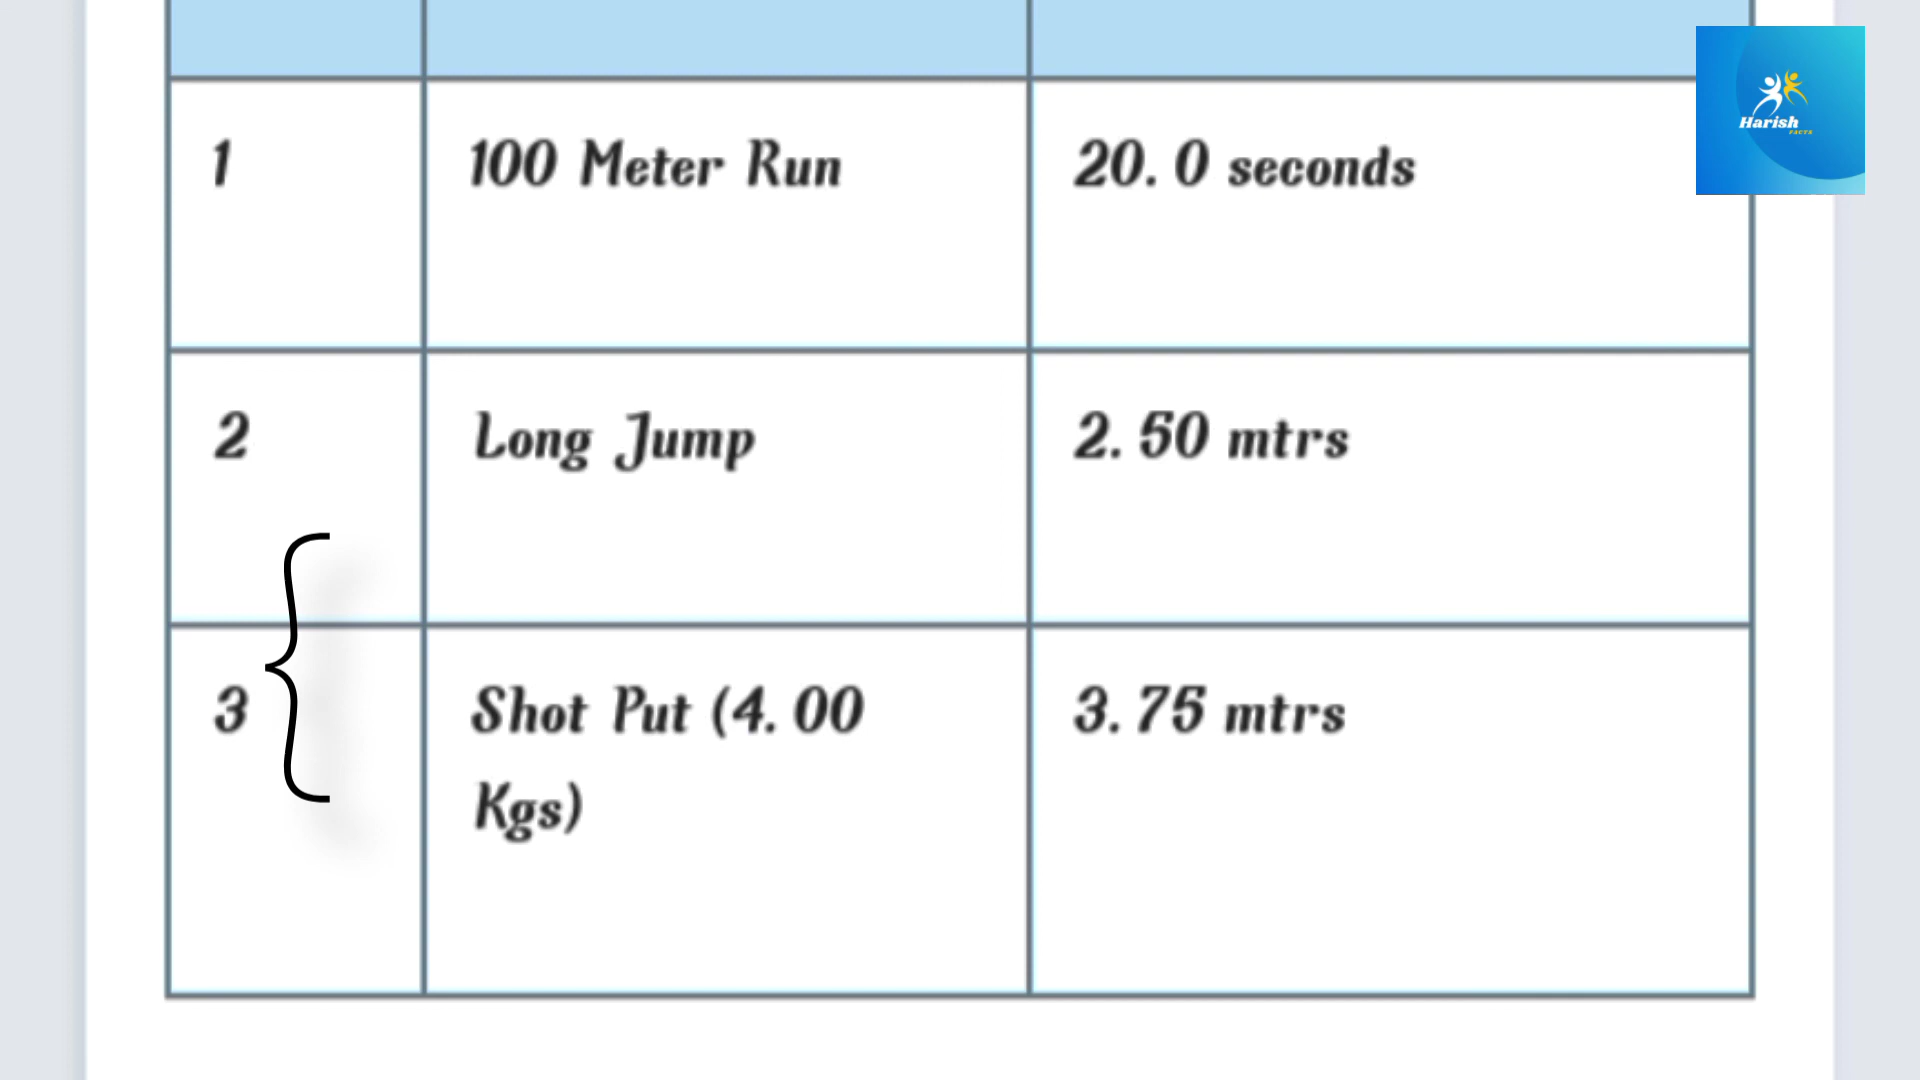 1 100 Meter Run 20. 0 seconds
2 Long Jump 2. 50 mtrs
3 Shot Put (4. 00 3. 75 mtrs
Kgs)
Harish
FACTS